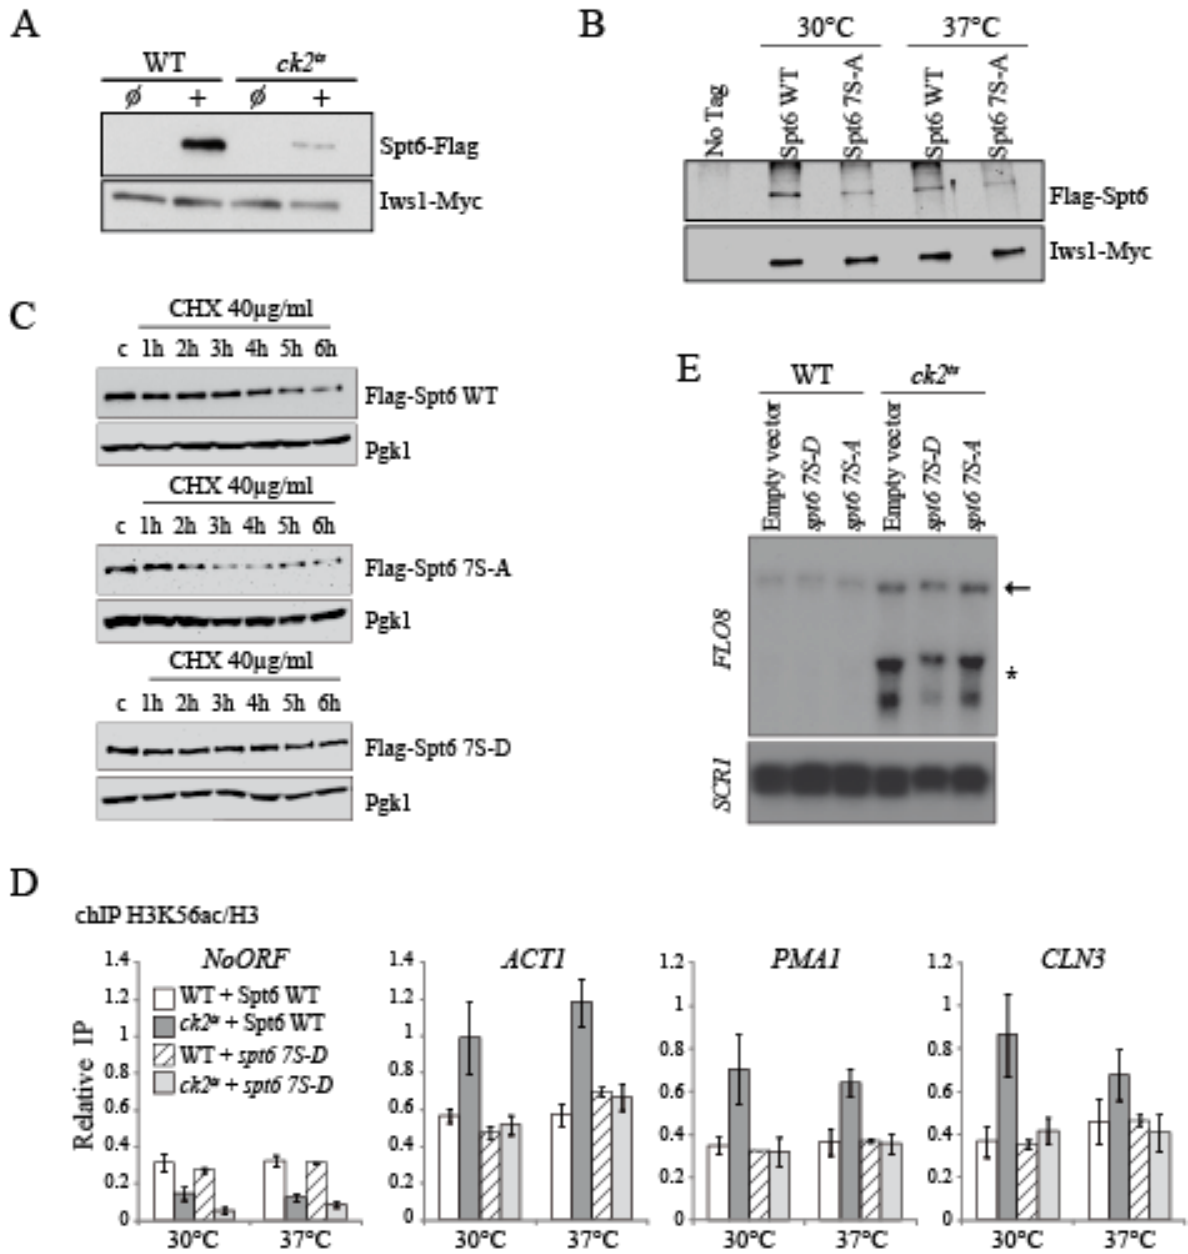 A
WT ck2ts
ø + ø +
Spt6-Flag
Iws1-Myc
B
30°C 37°C
No Tag
Spt6 WT
Spt6 7S-A
Spt6 WT
Spt6 7S-A
Flag-Spt6
Iws1-Myc
C
CHX 40µg/ml
c 1h 2h 3h 4h 5h 6h
Flag-Spt6 WT
Pgk1
CHX 40µg/ml
c 1h 2h 3h 4h 5h 6h
Flag-Spt6 7S-A
Pgk1
CHX 40µg/ml
c 1h 2h 3h 4h 5h 6h
Flag-Spt6 7S-D
Pgk1
E
WT ck2ts
Empty vector
spt6 7S-D
spt6 7S-A
Empty vector
spt6 7S-D
spt6 7S-A
FLO8
←
*
SCR1
D
chIP H3K56ac/H3
Relative IP
NoORF
1.4
1.2
1
0.8
0.6
0.4
0.2
0
WT + Spt6 WT
ck2ts + Spt6 WT
WT + spt6 7S-D
ck2ts + spt6 7S-D
30°C 37°C
ACT1
1.4
1.2
1
0.8
0.6
0.4
0.2
0
30°C 37°C
PMA1
1.2
1
0.8
0.6
0.4
0.2
0
30°C 37°C
CLN3
1.2
1
0.8
0.6
0.4
0.2
0
30°C 37°C